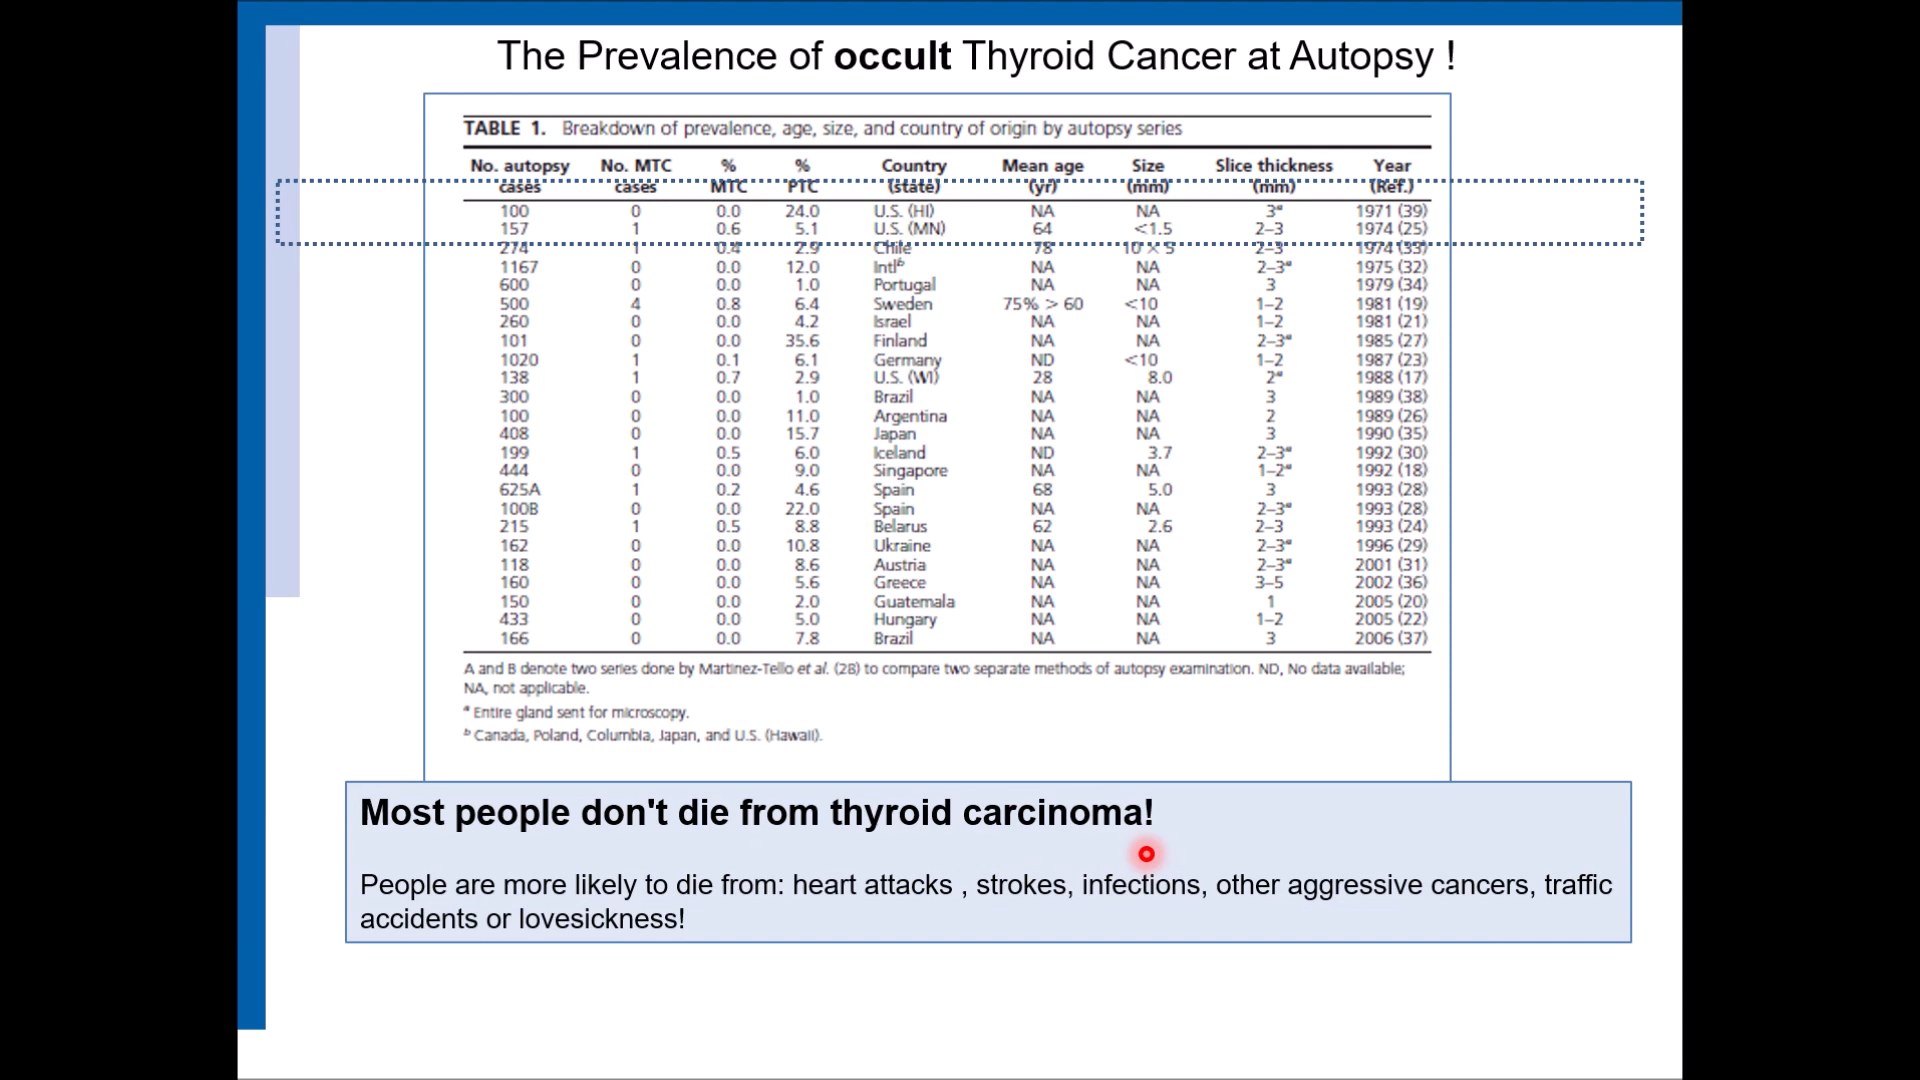 The Prevalence of occult Thyroid Cancer at Autopsy !
TABLE 1. Breakdown of prevalence, age, size, and country of origin by autopsy series
No. autopsy cases No. MTC cases % MTC % PTC Country (state) Mean age (yr) Size (mm) Slice thickness (mm) Year (Ref.)
100 0 0.0 24.0 U.S. (HI) NA NA 3a 1971 (39)
157 1 0.6 5.1 U.S. (MN) 64 <1.5 2–3 1974 (25)
274 1 0.4 2.9 Chile 78 10 × 5 2–3 1974 (33)
1167 0 0.0 12.0 Intlb NA NA 2–3a 1975 (32)
600 0 0.0 1.0 Portugal NA NA 3 1979 (34)
500 4 0.8 6.4 Sweden 75% > 60 <10 1–2 1981 (19)
260 0 0.0 4.2 Israel NA NA 1–2 1981 (21)
101 0 0.0 35.6 Finland NA NA 2–3a 1985 (27)
1020 1 0.1 6.1 Germany ND <10 1–2 1987 (23)
138 1 0.7 2.9 U.S. (WI) 28 8.0 2a 1988 (17)
300 0 0.0 1.0 Brazil NA NA 3 1989 (38)
100 0 0.0 11.0 Argentina NA NA 2 1989 (26)
408 0 0.0 15.7 Japan NA NA 3 1990 (35)
199 1 0.5 6.0 Iceland ND 3.7 2–3a 1992 (30)
444 0 0.0 9.0 Singapore NA NA 1–2a 1992 (18)
625A 1 0.2 4.6 Spain 68 5.0 3 1993 (28)
100B 0 0.0 22.0 Spain NA NA 2–3a 1993 (28)
215 1 0.5 8.8 Belarus 62 2.6 2–3 1993 (24)
162 0 0.0 10.8 Ukraine NA NA 2–3a 1996 (29)
118 0 0.0 8.6 Austria NA NA 2–3a 2001 (31)
160 0 0.0 5.6 Greece NA NA 3–5 2002 (36)
150 0 0.0 2.0 Guatemala NA NA 1 2005 (20)
433 0 0.0 5.0 Hungary NA NA 1–2 2005 (22)
166 0 0.0 7.8 Brazil NA NA 3 2006 (37)
A and B denote two series done by Martinez-Tello et al. (28) to compare two separate methods of autopsy examination. ND, No data available;
NA, not applicable.
a Entire gland sent for microscopy.
b Canada, Poland, Columbia, Japan, and U.S. (Hawaii).
Most people don't die from thyroid carcinoma!
People are more likely to die from: heart attacks , strokes, infections, other aggressive cancers, traffic
accidents or lovesickness!